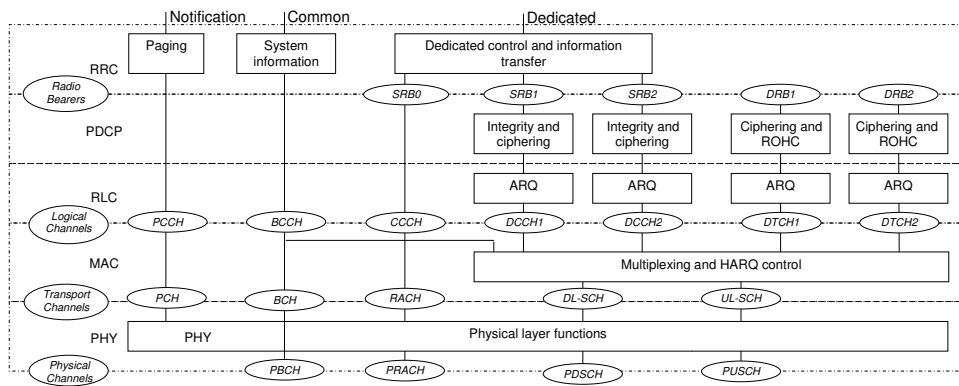 Notification Common Dedicated
Paging System information Dedicated control and information transfer
RRC
Radio Bearers SRB0 SRB1 SRB2 DRB1 DRB2
PDCP Integrity and ciphering Integrity and ciphering Ciphering and ROHC Ciphering and ROHC
RLC ARQ ARQ ARQ ARQ
Logical Channels PCCH BCCH CCCH DCCH1 DCCH2 DTCH1 DTCH2
MAC Multiplexing and HARQ control
Transport Channels PCH BCH RACH DL-SCH UL-SCH
PHY PHY Physical layer functions
Physical Channels PBCH PRACH PDSCH PUSCH